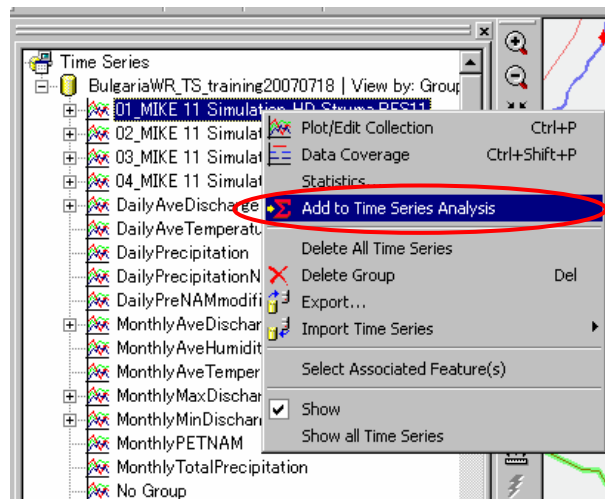 Time Series
BulgariaWR_TS_training20070718 | View by: Group
01_MIKE 11 Simulation HD Struma RES11
02_MIKE 11 Simulat
03_MIKE 11 Simulat
04_MIKE 11 Simulat
DailyAveDischarge
DailyAveTemperatu
DailyPrecipitation
DailyPrecipitationN
DailyPreNAMmodifi
MonthlyAveDischar
MonthlyAveHumidit
MonthlyAveTemper
MonthlyMaxDischar
MonthlyMinDischar
MonthlyPETNAM
MonthlyTotalPrecipitation
No Group
Plot/Edit Collection Ctrl+P
Data Coverage Ctrl+Shift+P
Statistics...
Add to Time Series Analysis
Delete All Time Series
Delete Group Del
Export...
Import Time Series
Select Associated Feature(s)
Show
Show all Time Series